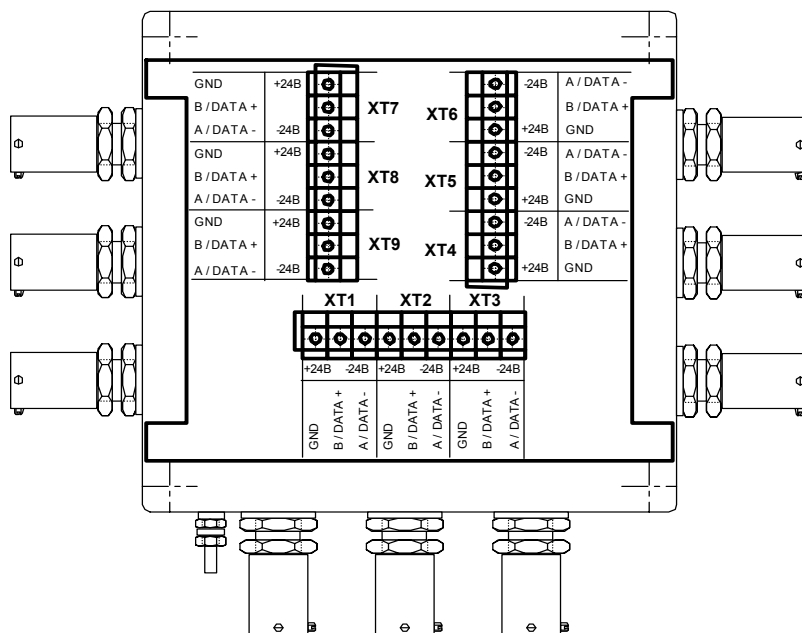 GND +24В -24В A / DATA -
B / DATA + XT7 XT6 B / DATA +
A / DATA - -24В +24В GND
GND +24В -24В A / DATA -
B / DATA + XT8 XT5 B / DATA +
A / DATA - -24В +24В GND
GND +24В -24В A / DATA -
B / DATA + XT9 XT4 B / DATA +
A / DATA - -24В +24В GND
XT1 XT2 XT3
+24В -24В +24В -24В +24В -24В
GND
B / DATA +
A / DATA -
GND
B / DATA +
A / DATA -
GND
B / DATA +
A / DATA -